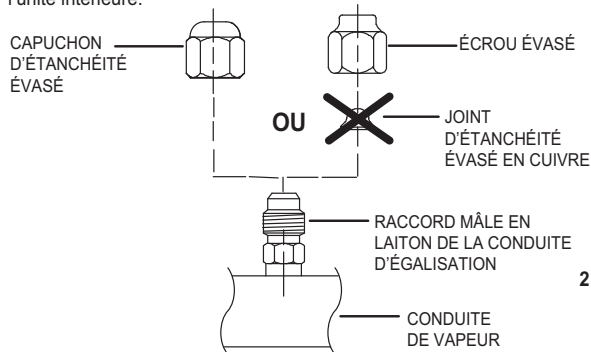 l'unité intérieure.
CAPUCHON
D'ÉTANCHÉITÉ
ÉVASÉ
ÉCROU ÉVASÉ
OU
JOINT
D'ÉTANCHÉITÉ
ÉVASÉ EN CUIVRE
RACCORD MÂLE EN
LAITON DE LA CONDUITE
D'ÉGALISATION
2
CONDUITE
DE VAPEUR